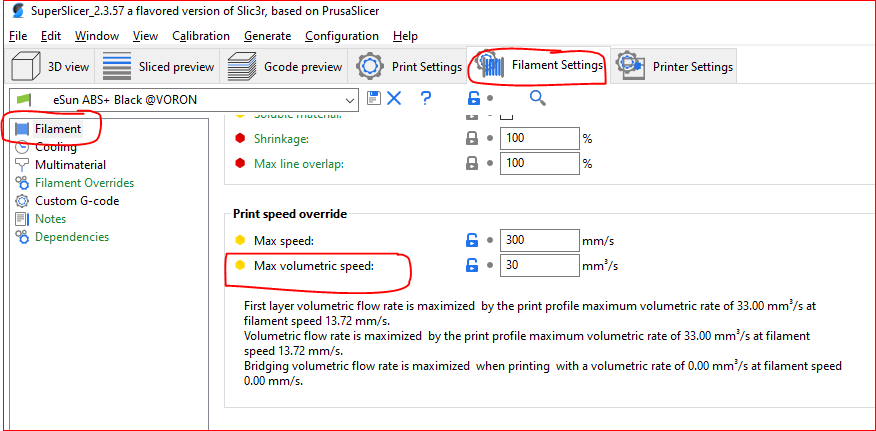 SuperSlicer_2.3.57 a flavored version of Slic3r, based on PrusaSlicer
File Edit Window View Calibration Generate Configuration Help
3D view Sliced preview Gcode preview Print Settings Filament Settings Printer Settings
eSun ABS+ Black @VORON ?
Filament
Cooling
Multimaterial
Filament Overrides
Custom G-code
Notes
Dependencies
Soluble material:
Shrinkage: 100 %
Max line overlap: 100 %
Print speed override
Max speed: 300 mm/s
Max volumetric speed: 30 mm³/s
First layer volumetric flow rate is maximized by the print profile maximum volumetric rate of 33.00 mm³/s at
filament speed 13.72 mm/s.
Volumetric flow rate is maximized by the print profile maximum volumetric rate of 33.00 mm³/s at filament
speed 13.72 mm/s.
Bridging volumetric flow rate is maximized when printing with a volumetric rate of 0.00 mm³/s at filament speed
0.00 mm/s.